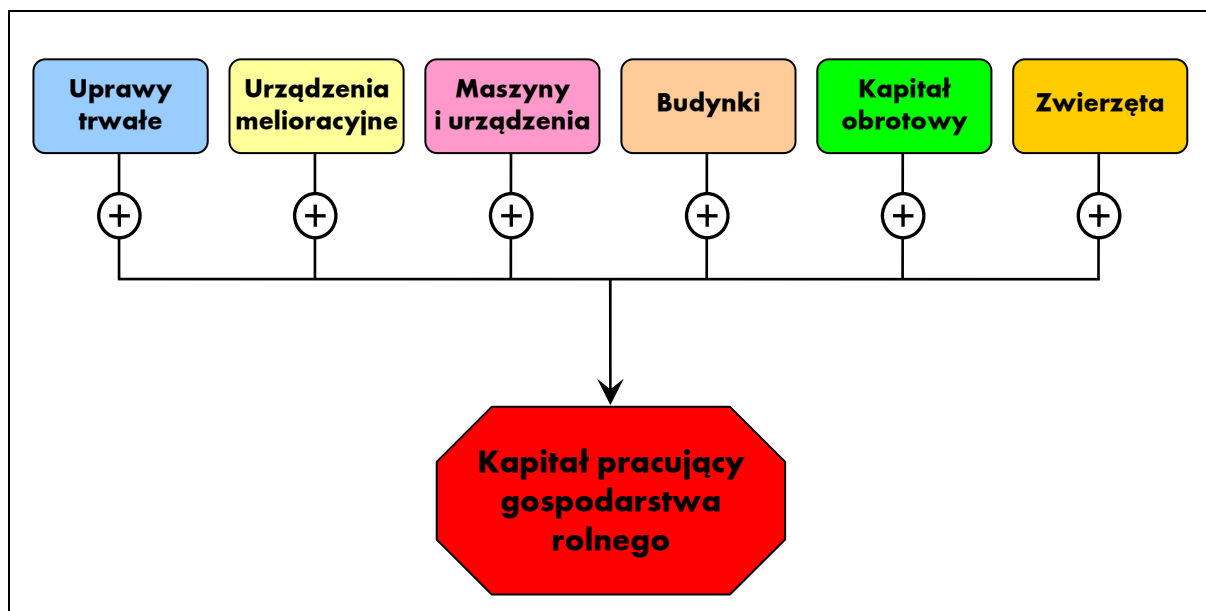 Uprawy
trwałe
Urządzenia
melioracyjne
Maszyny
i urządzenia
Budynki
Kapitał
obrotowy
Zwierzęta
+ + + + + +
Kapitał pracujący
gospodarstwa
rolnego